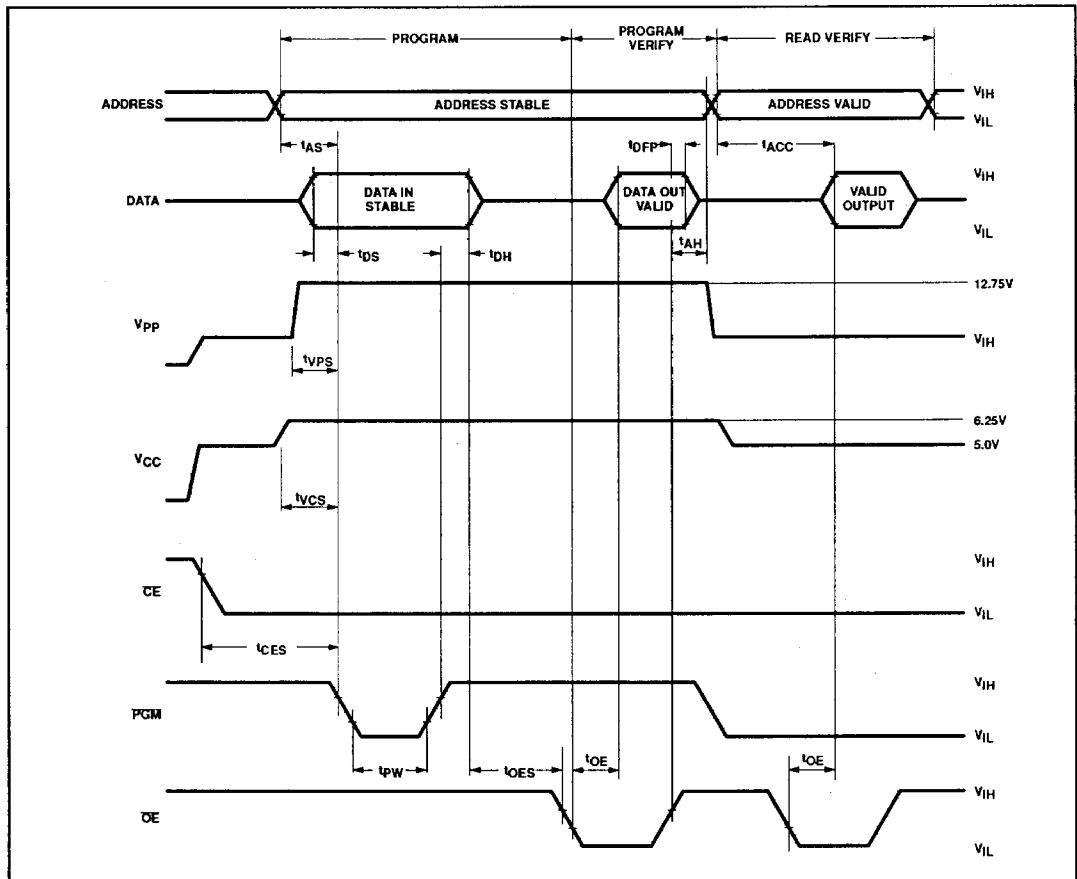 PROGRAM
PROGRAM
VERIFY
READ VERIFY
ADDRESS
ADDRESS STABLE
ADDRESS VALID
VIH
VIL
tAS
tDFP
tACC
DATA
DATA IN
STABLE
DATA OUT
VALID
VALID
OUTPUT
VIH
VIL
tDS
tDH
tAH
VPP
12.75V
VIH
tVPS
VCC
6.25V
5.0V
tVCS
CE
VIH
VIL
tCES
PGM
VIH
VIL
tPW
tOES
tOE
tOE
OE
VIH
VIL